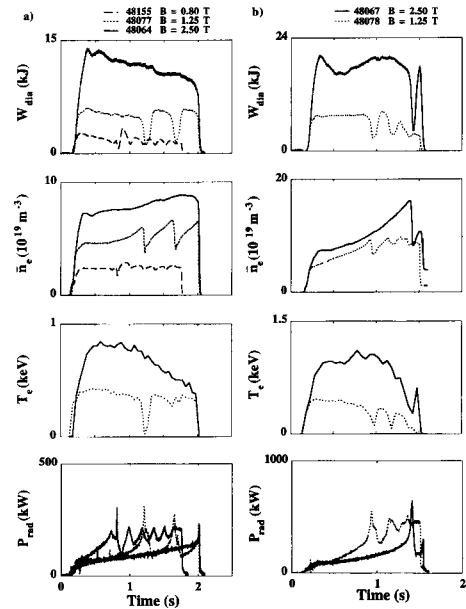 a)
48155 B = 0.80 T
48077 B = 1.25 T
48064 B = 2.50 T
15
W_dia (kJ)
0
10
n̄_e (10^19 m^-3)
0
1
T_e (keV)
0
500
P_rad (kW)
0
0 1 2
Time (s)
b)
48067 B = 2.50 T
48078 B = 1.25 T
24
W_dia (kJ)
0
20
n̄_e (10^19 m^-3)
0
1.5
T_e (keV)
0.5
1000
P_rad (kW)
0
0 1 2
Time (s)